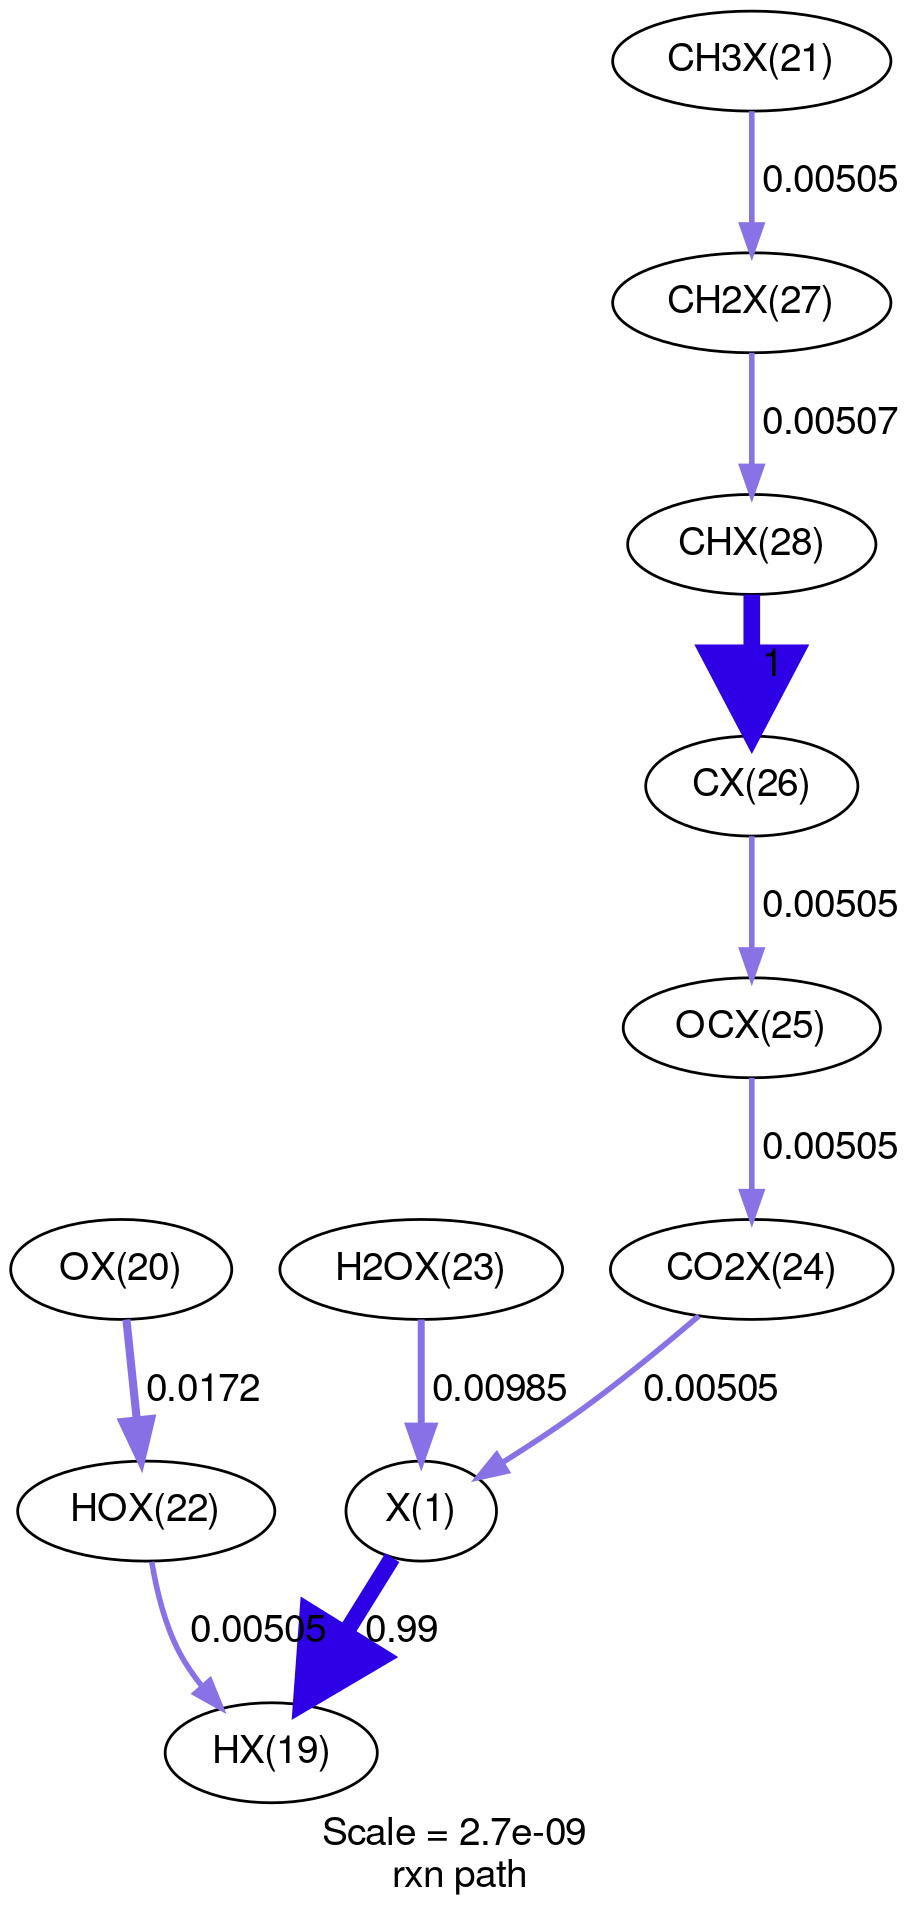 CH3X(21)
0.00505
CH2X(27)
0.00507
CHX(28)
1
CX(26)
0.00505
OCX(25)
0.00505
OX(20)
H2OX(23)
CO2X(24)
0.0172
0.00985
0.00505
HOX(22)
X(1)
0.00505
0.99
HX(19)
Scale = 2.7e-09
rxn path